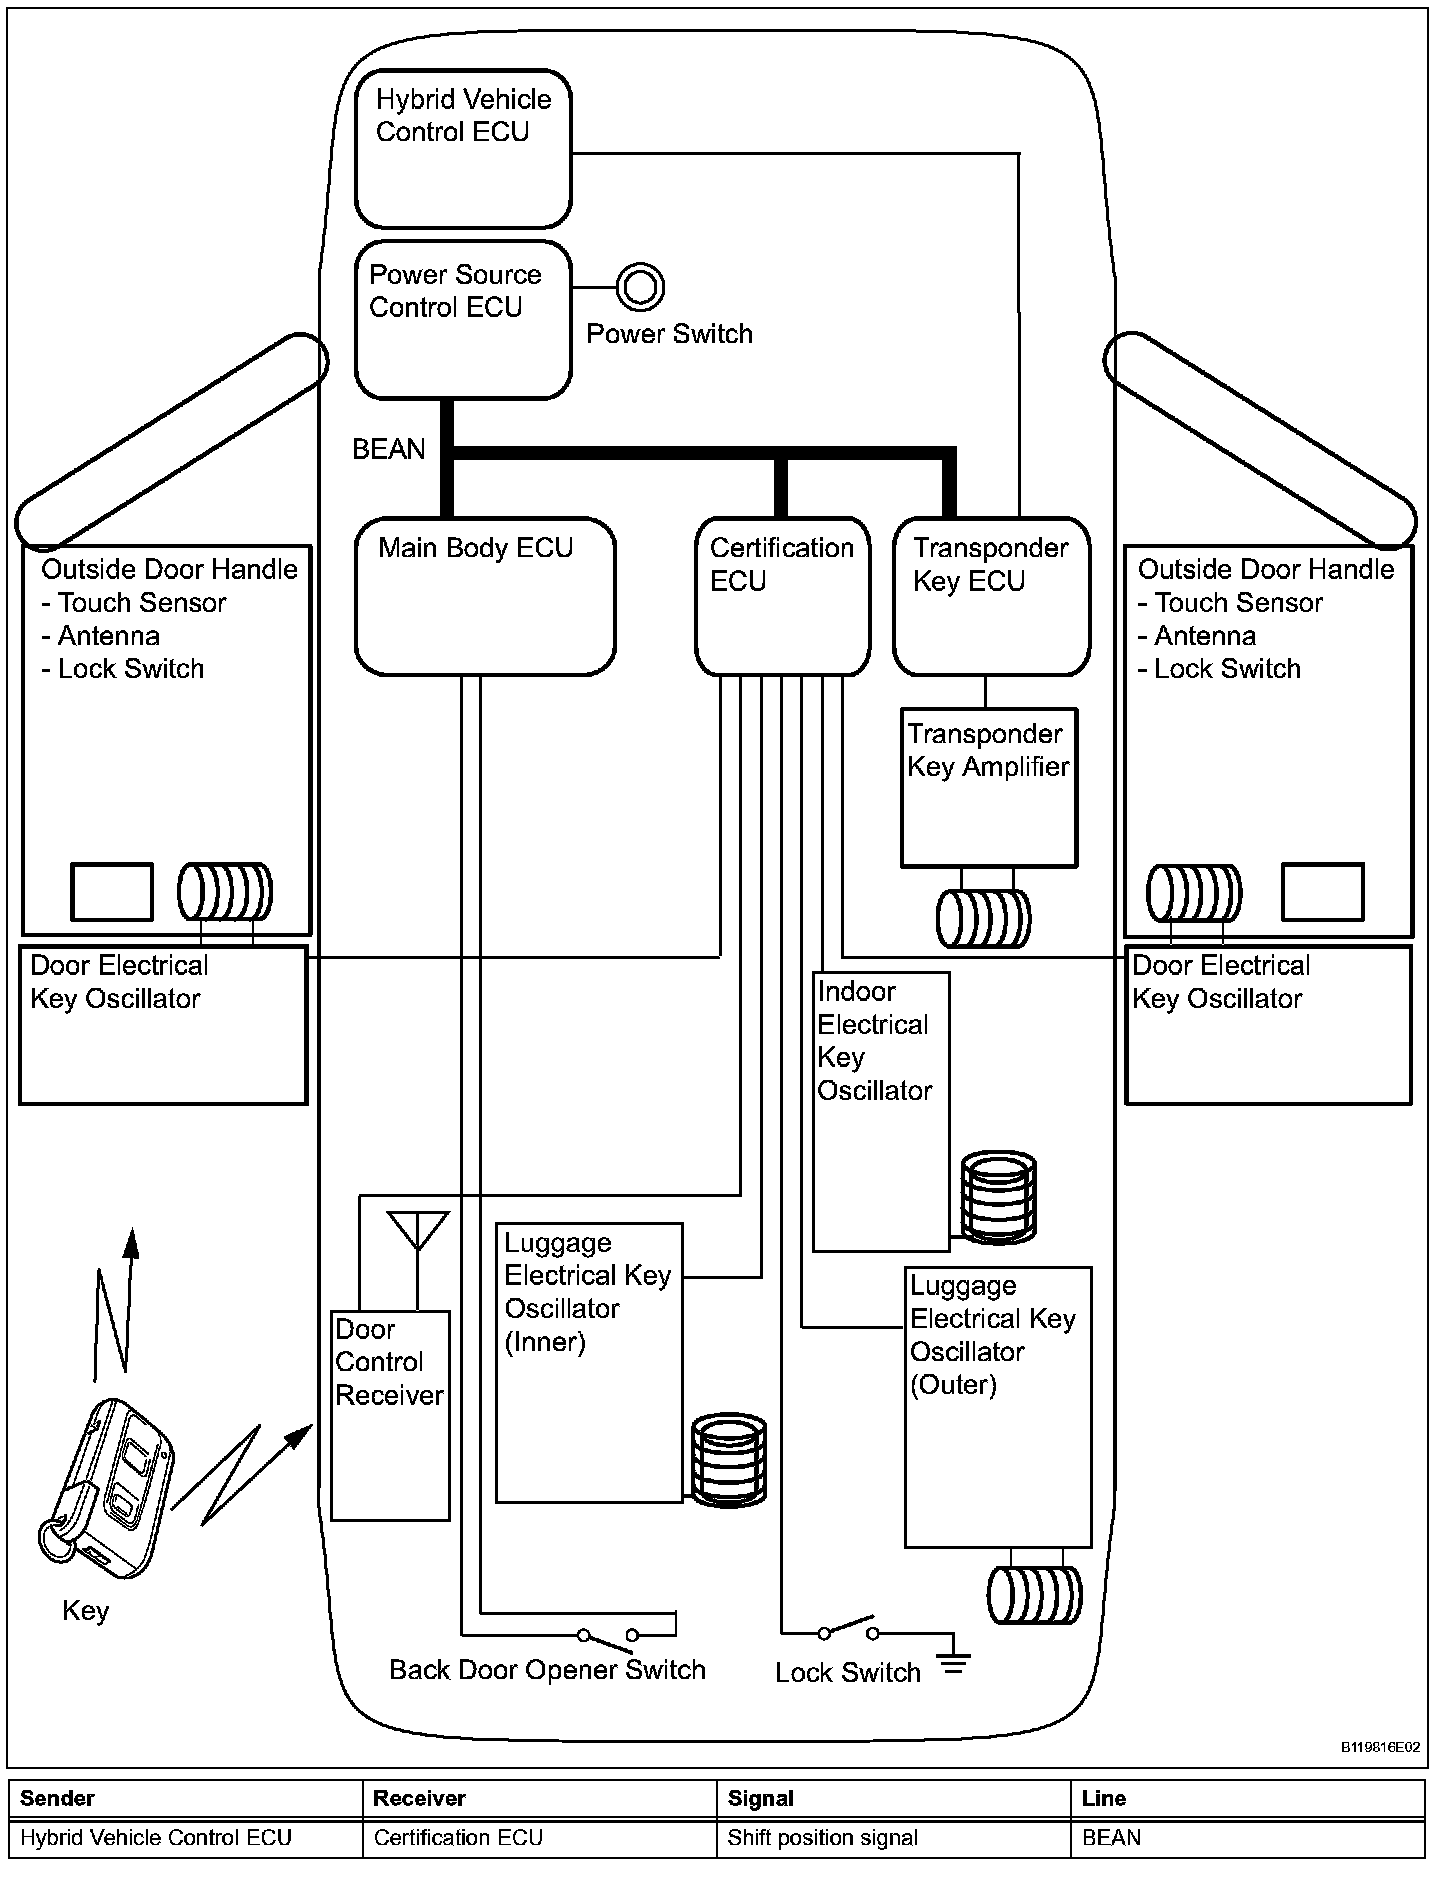 Hybrid Vehicle
Control ECU
Power Source
Control ECU
Power Switch
BEAN
Main Body ECU
Certification
ECU
Transponder
Key ECU
Outside Door Handle
- Touch Sensor
- Antenna
- Lock Switch
Outside Door Handle
- Touch Sensor
- Antenna
- Lock Switch
Transponder
Key Amplifier
Door Electrical
Key Oscillator
Door Electrical
Key Oscillator
Indoor
Electrical
Key
Oscillator
Luggage
Electrical Key
Oscillator
(Inner)
Luggage
Electrical Key
Oscillator
(Outer)
Door
Control
Receiver
Key
Back Door Opener Switch
Lock Switch
B119816E02
Sender Receiver Signal Line
Hybrid Vehicle Control ECU Certification ECU Shift position signal BEAN